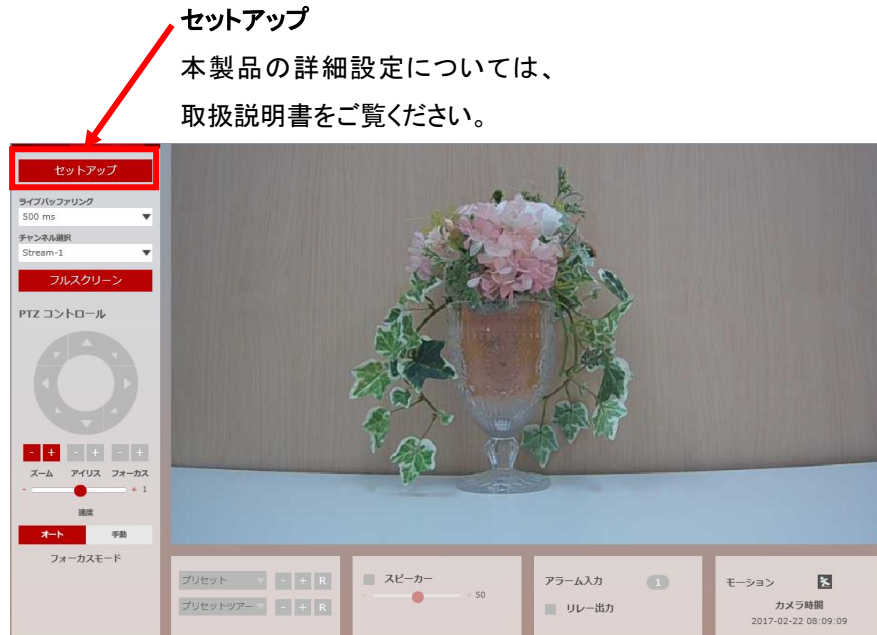 セットアップ
本製品の詳細設定については、
取扱説明書をご覧ください。
セットアップ
ライブバッファリング
500 ms
チャンネル選択
Stream-1
フルスクリーン
PTZ コントロール
- + - + - +
ズーム アイリス フォーカス
- + 1
速度
オート 手動
フォーカスモード
プリセット - + R
プリセットツアー - + R
スピーカー
- + 50
アラーム入力 1
リレー出力
モーション
カメラ時間
2017-02-22 08:09:09